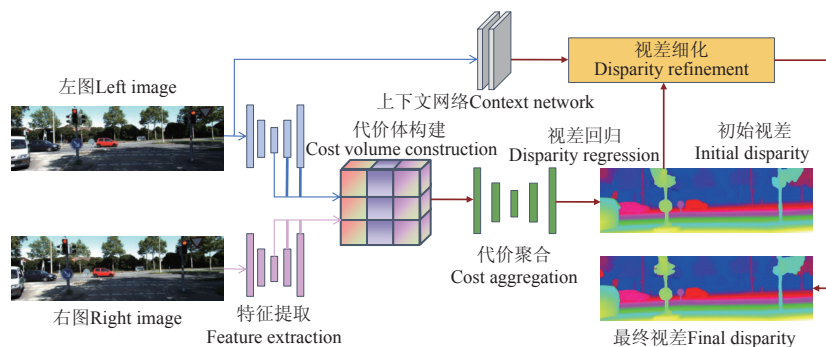 视差细化
Disparity refinement
左图Left image
上下文网络Context network
代价体构建
Cost volume construction
视差回归
Disparity regression
初始视差
Initial disparity
代价聚合
Cost aggregation
特征提取
Feature extraction
右图Right image
最终视差Final disparity